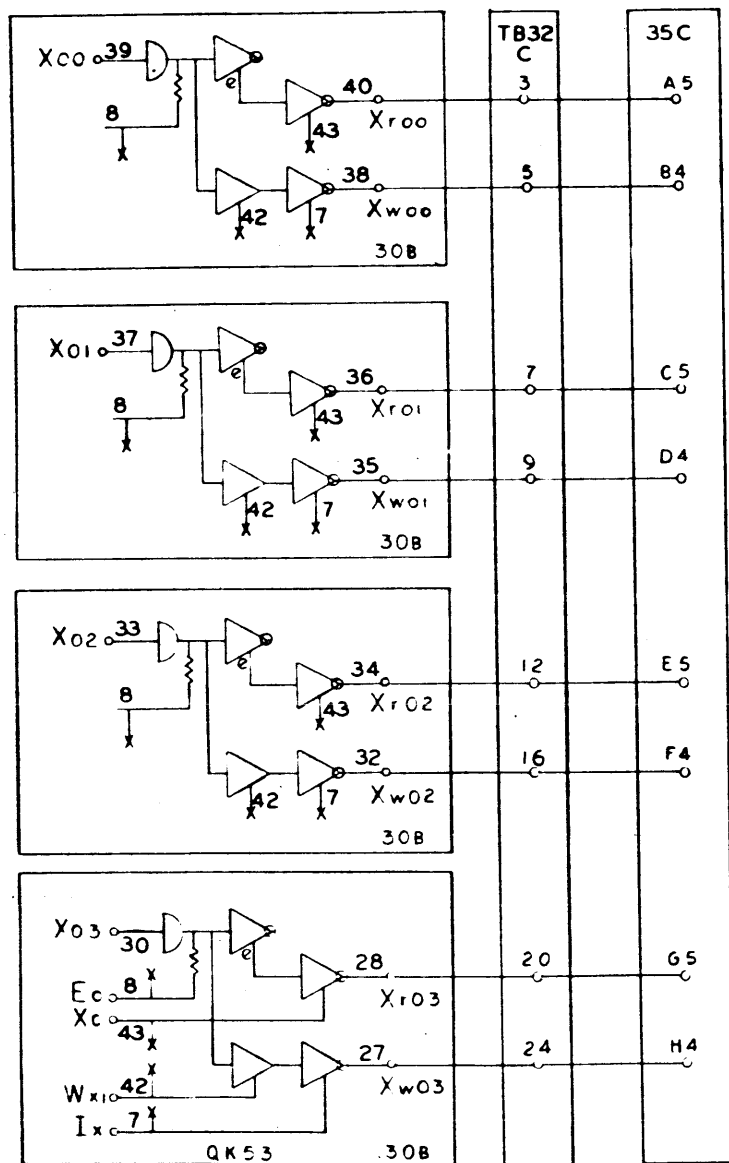 TB32 35C
C
XCO 39 40 3 A5
e
8 43 Xr00
38 5 B4
42 7 Xw00
30B
X01 37 36 7 C5
e
8 43 Xr01
35 9 D4
42 7 Xw01
30B
X02 33 34 12 E5
e
8 43 Xr02
32 16 F4
42 7 Xw02
30B
X03 30 28 20 G5
e
Ec 8 Xr03
Xc 43
27 24 H4
Wx1 42 Xw03
Ix 7
QK53 30B